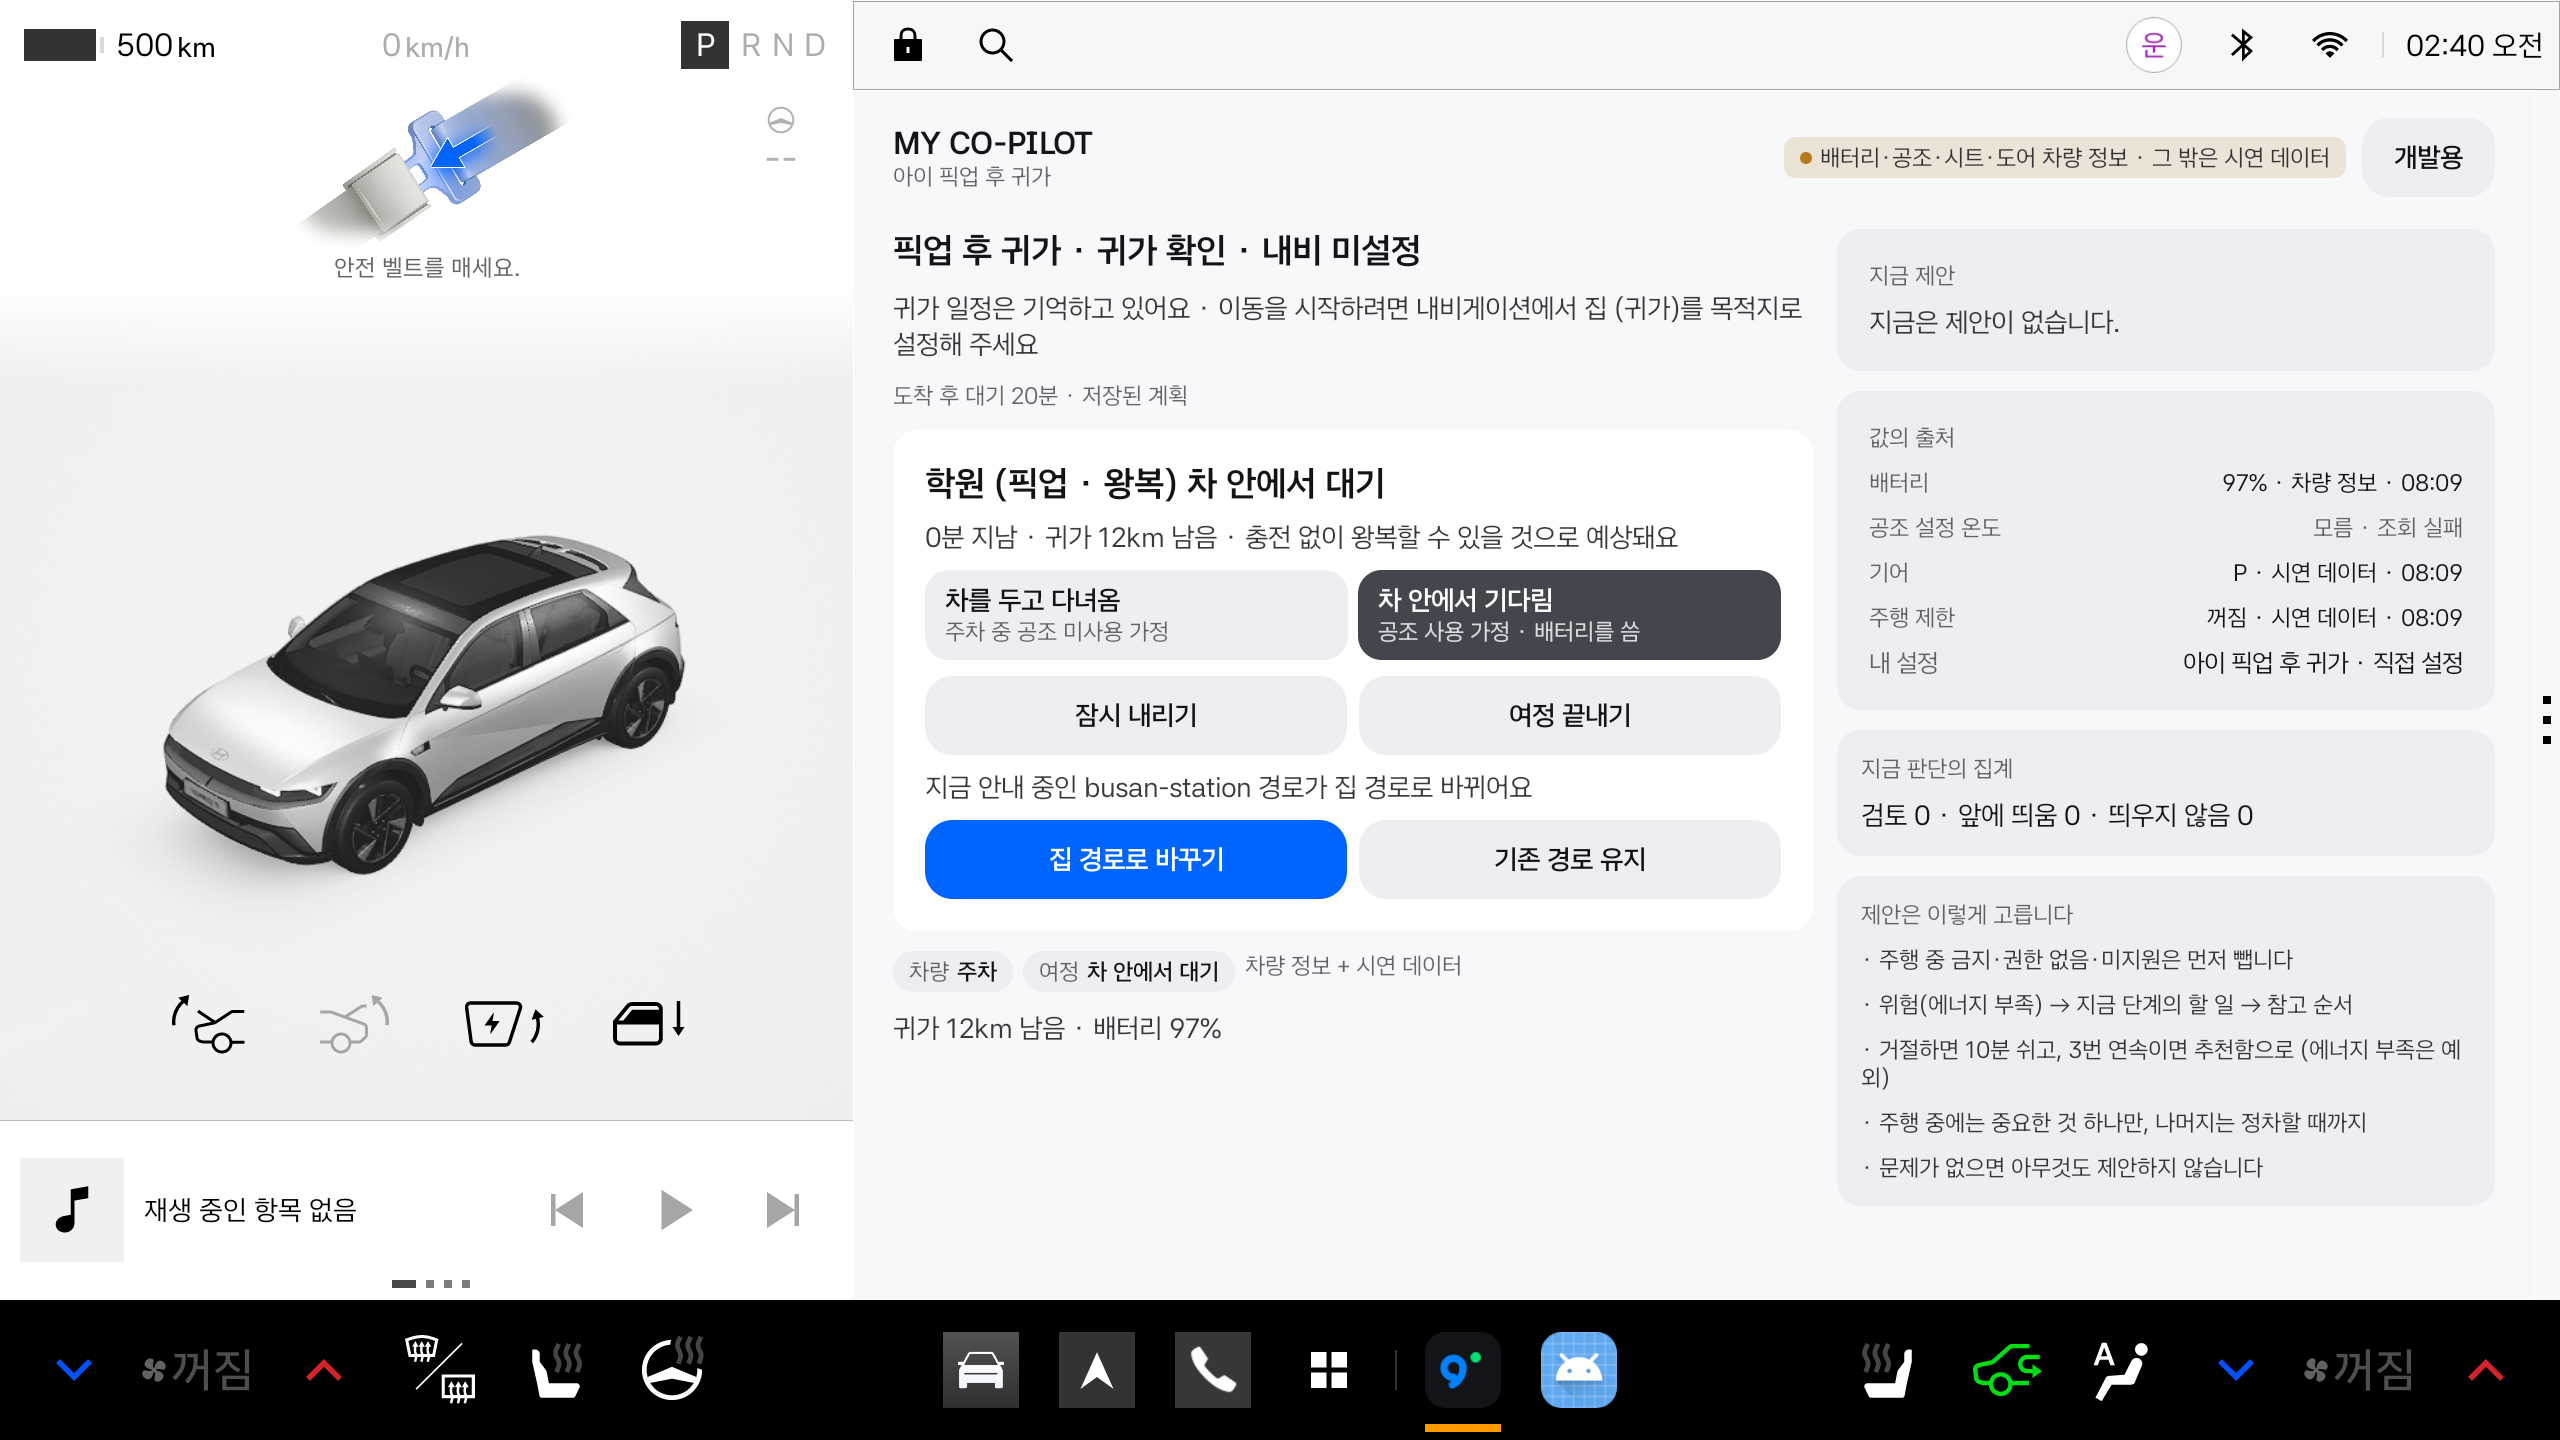 500 km
0 km/h
P R N D
안전 벨트를 매세요.
재생 중인 항목 없음
운
02:40 오전
MY CO-PILOT
아이 픽업 후 귀가
배터리·공조·시트·도어 차량 정보 · 그 밖은 시연 데이터
개발용
픽업 후 귀가 · 귀가 확인 · 내비 미설정
귀가 일정은 기억하고 있어요 · 이동을 시작하려면 내비게이션에서 집 (귀가)를 목적지로
설정해 주세요
도착 후 대기 20분 · 저장된 계획
학원 (픽업 · 왕복) 차 안에서 대기
0분 지남 · 귀가 12km 남음 · 충전 없이 왕복할 수 있을 것으로 예상돼요
차를 두고 다녀옴
주차 중 공조 미사용 가정
차 안에서 기다림
공조 사용 가정 · 배터리를 씀
잠시 내리기
여정 끝내기
지금 안내 중인 busan-station 경로가 집 경로로 바뀌어요
집 경로로 바꾸기
기존 경로 유지
차량 주차
여정 차 안에서 대기
차량 정보 + 시연 데이터
귀가 12km 남음 · 배터리 97%
지금 제안
지금은 제안이 없습니다.
값의 출처
배터리 97% · 차량 정보 · 08:09
공조 설정 온도 모름 · 조회 실패
기어 P · 시연 데이터 · 08:09
주행 제한 꺼짐 · 시연 데이터 · 08:09
내 설정 아이 픽업 후 귀가 · 직접 설정
지금 판단의 집계
검토 0 · 앞에 띄움 0 · 띄우지 않음 0
제안은 이렇게 고릅니다
· 주행 중 금지·권한 없음·미지원은 먼저 뺍니다
· 위험(에너지 부족) → 지금 단계의 할 일 → 참고 순서
· 거절하면 10분 쉬고, 3번 연속이면 추천함으로 (에너지 부족은 예
외)
· 주행 중에는 중요한 것 하나만, 나머지는 정차할 때까지
· 문제가 없으면 아무것도 제안하지 않습니다
꺼짐
A
꺼짐